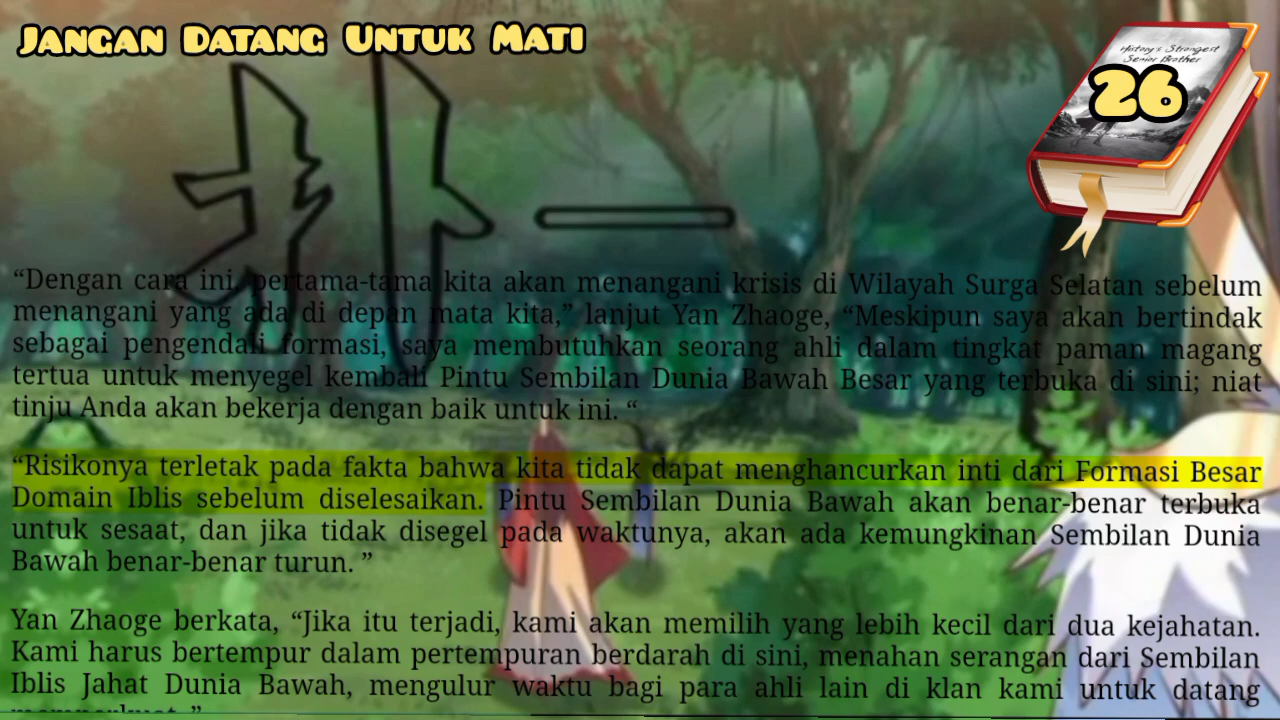 Jangan Datang Untuk Mati
History's Strongest
Senior Brother
26
扑一
“Dengan cara ini, pertama-tama kita akan menangani krisis di Wilayah Surga Selatan sebelum
menangani yang ada di depan mata kita,” lanjut Yan Zhaoge, “Meskipun saya akan bertindak
sebagai pengendali formasi, saya membutuhkan seorang ahli dalam tingkat paman magang
tertua untuk menyegel kembali Pintu Sembilan Dunia Bawah Besar yang terbuka di sini; niat
tinju Anda akan bekerja dengan baik untuk ini. “
“Risikonya terletak pada fakta bahwa kita tidak dapat menghancurkan inti dari Formasi Besar
Domain Iblis sebelum diselesaikan. Pintu Sembilan Dunia Bawah akan benar-benar terbuka
untuk sesaat, dan jika tidak disegel pada waktunya, akan ada kemungkinan Sembilan Dunia
Bawah benar-benar turun. ”
Yan Zhaoge berkata, “Jika itu terjadi, kami akan memilih yang lebih kecil dari dua kejahatan.
Kami harus bertempur dalam pertempuran berdarah di sini, menahan serangan dari Sembilan
Iblis Jahat Dunia Bawah, mengulur waktu bagi para ahli lain di klan kami untuk datang